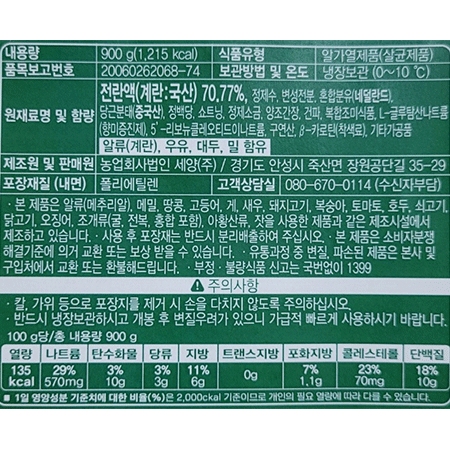 내용량 900 g(1,215 kcal) 식품유형 알가열제품(살균제품)
품목보고번호 20060262068-74 보관방법 및 온도 냉장보관 (0~10℃)
원재료명 및 함량 전란액(계란:국산) 70.77%, 정제수, 변성전분, 혼합분유(네덜란드),
당근분태(중국산), 정백당, 쇼트닝, 정제소금, 양조간장, 건파, 복합조미식품, L-글루탐산나트륨
(향미증진제), 5'-리보뉴클레오티드이나트륨, 구연산, β-카로틴(착색료), 기타가공품
알류(계란), 우유, 대두, 밀 함유
제조원 및 판매원 농업회사법인 세양(주)/ 경기도 안성시 죽산면 장원공단길 35-29
포장재질 (내면) 폴리에틸렌 고객상담실 080-670-0114 (수신자부담)
· 본 제품은 알류(메추리알), 메밀, 땅콩, 고등어, 게, 새우, 돼지고기, 복숭아, 토마토, 호두, 쇠고기,
닭고기, 오징어, 조개류(굴, 전복, 홍합 포함), 아황산류, 잣을 사용한 제품과 같은 제조시설에서
제조하고 있습니다. · 사용 후 포장재는 반드시 분리배출하여 주십시오. · 본 제품은 소비자분쟁
해결기준에 의거 교환 또는 보상 받을 수 있습니다. · 유통과정 중 변질, 파손된 제품은 본사 및
구입처에서 교환 또는 환불해드립니다. · 부정 · 불량식품 신고는 국번없이 1399
주의사항
· 칼, 가위 등으로 포장지를 제거 시 손을 다치지 않도록 주의하십시오.
· 반드시 냉장보관하시고 개봉 후 변질우려가 있으니 가급적 빠르게 사용하시기 바랍니다.
100 g당/총 내용량 900 g
열량 나트륨 탄수화물 당류 지방 트랜스지방 포화지방 콜레스테롤 단백질
135 kcal 29% 570mg 3% 10g 3% 3g 11% 6g 0g 7% 1.1g 23% 70mg 18% 10g
■ 1일 영양성분 기준치에 대한 비율(%)은 2,000kcal 기준이므로 개인의 필요 열량에 따라 다를 수 있습니다.